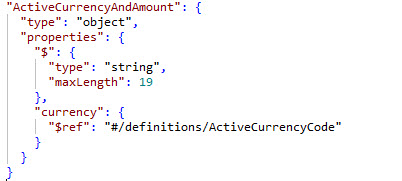 "ActiveCurrencyAndAmount": {
"type": "object",
"properties": {
"$": {
"type": "string",
"maxLength": 19
},
"currency": {
"$ref": "#/definitions/ActiveCurrencyCode"
}
}
}